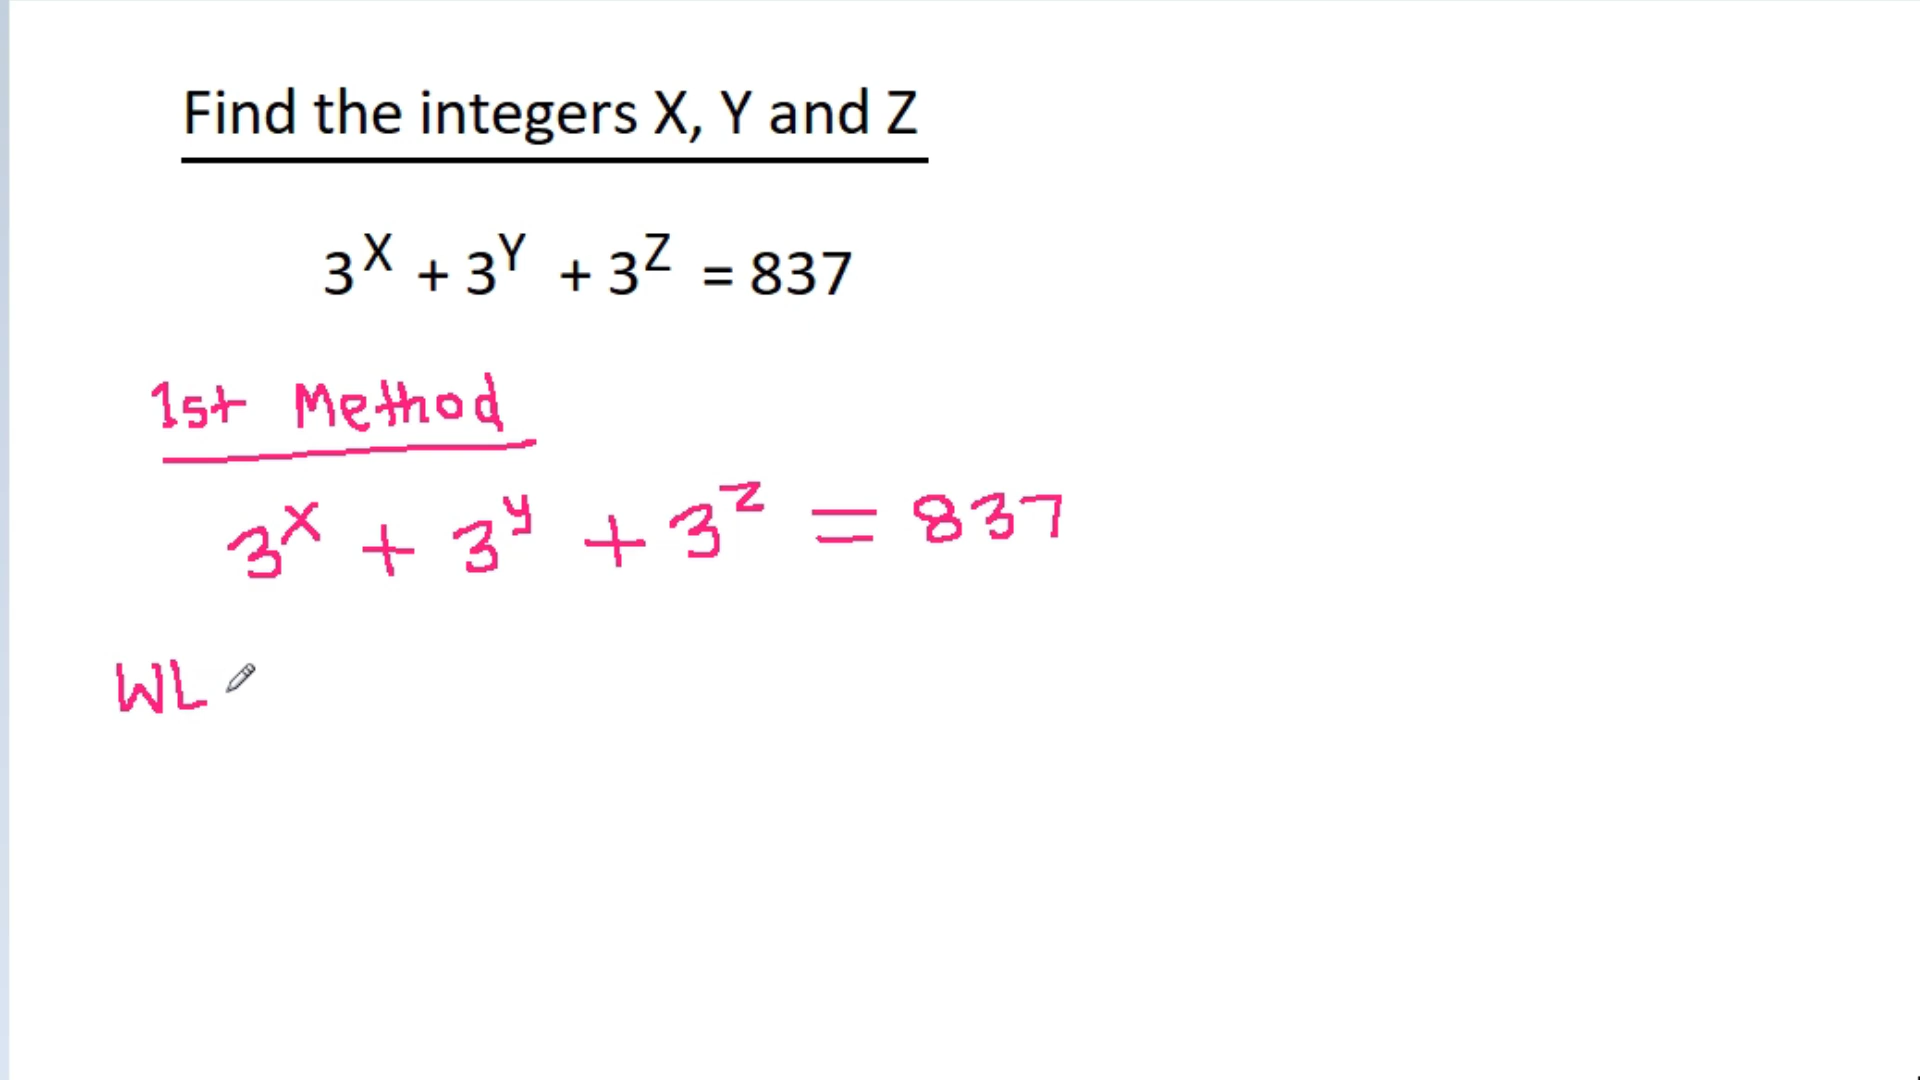 Find the integers X, Y and Z
3^X + 3^Y + 3^Z = 837
1st Method
3^x + 3^y + 3^z = 837
WL